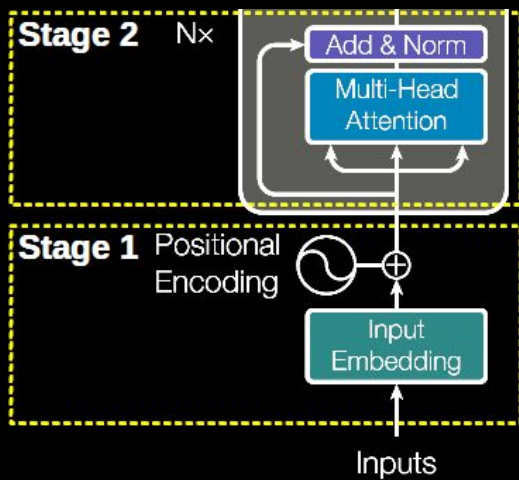 Stage 2 Nx
Add & Norm
Multi-Head
Attention
Stage 1 Positional
Encoding
Input
Embedding
Inputs